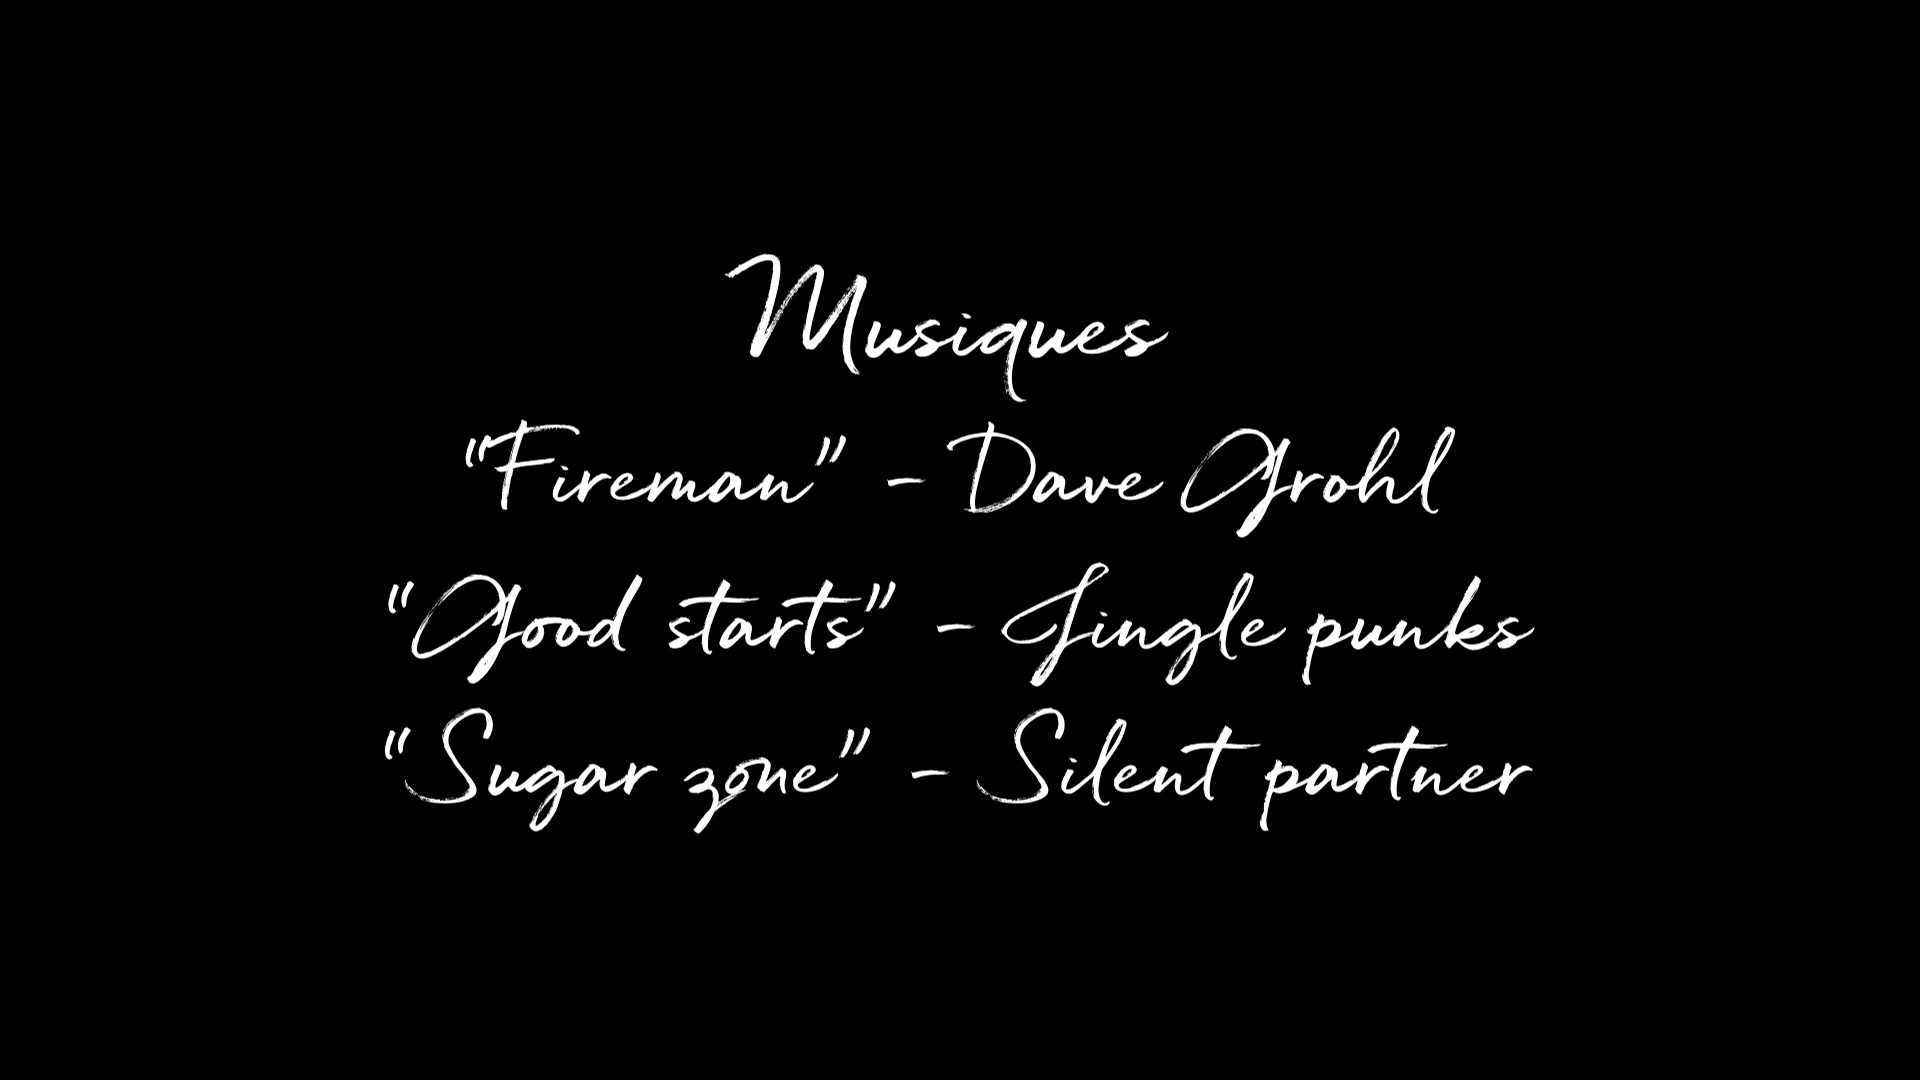 Musiques
"Fireman" - Dave Grohl
"Good starts" - Jingle punks
"Sugar zone" - Silent partner